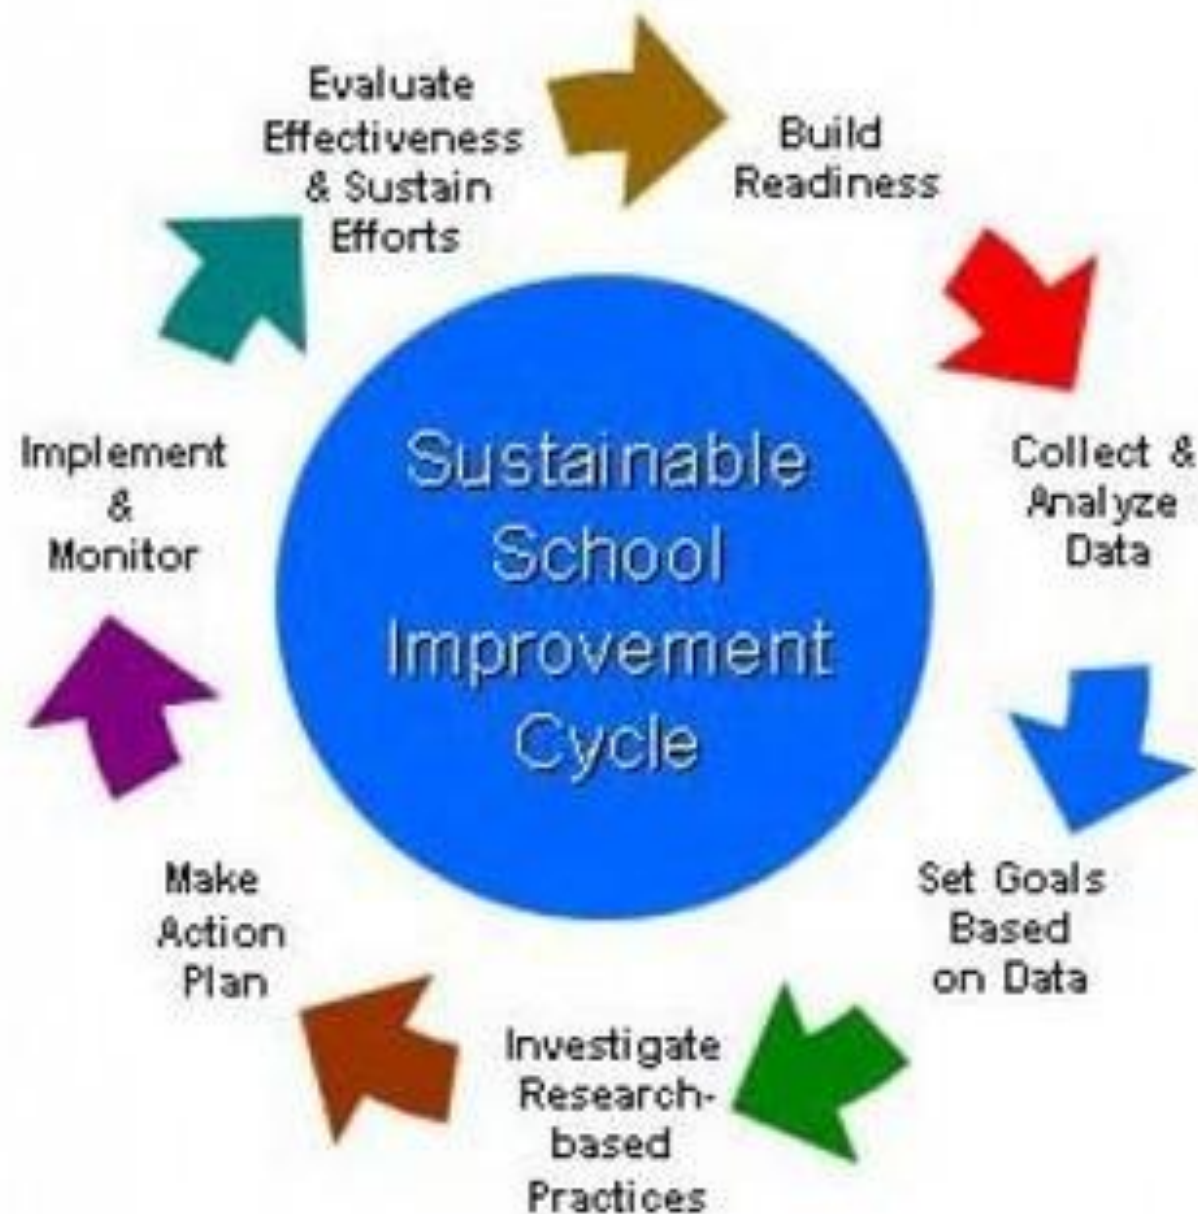 Sustainable
School
Improvement
Cycle
Build
Readiness
Collect &
Analyze
Data
Set Goals
Based
on Data
Investigate
Research-
based
Practices
Make
Action
Plan
Implement
&
Monitor
Evaluate
Effectiveness
& Sustain
Efforts